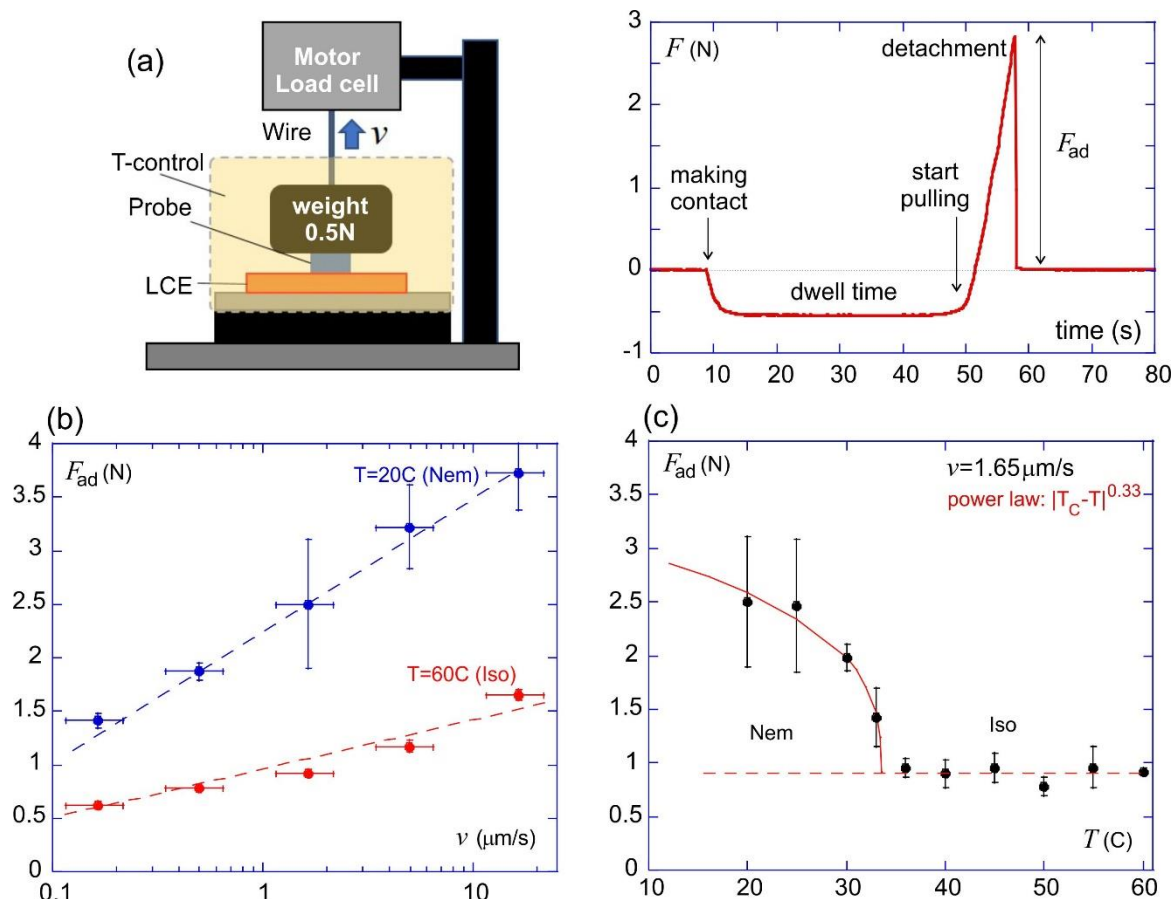 (a)
Motor
Load cell
Wire
v
T-control
Probe
weight
0.5N
LCE
F (N)
3
2
1
0
-1
detachment
F_ad
making
contact
start
pulling
dwell time
time (s)
0 10 20 30 40 50 60 70 80
(b)
F_ad (N)
4
3.5
3
2.5
2
1.5
1
0.5
0
T=20C (Nem)
T=60C (Iso)
v (μm/s)
0.1 1 10
(c)
F_ad (N)
4
3.5
3
2.5
2
1.5
1
0.5
0
v=1.65μm/s
power law: |T_C-T|^0.33
Nem
Iso
T (C)
10 20 30 40 50 60